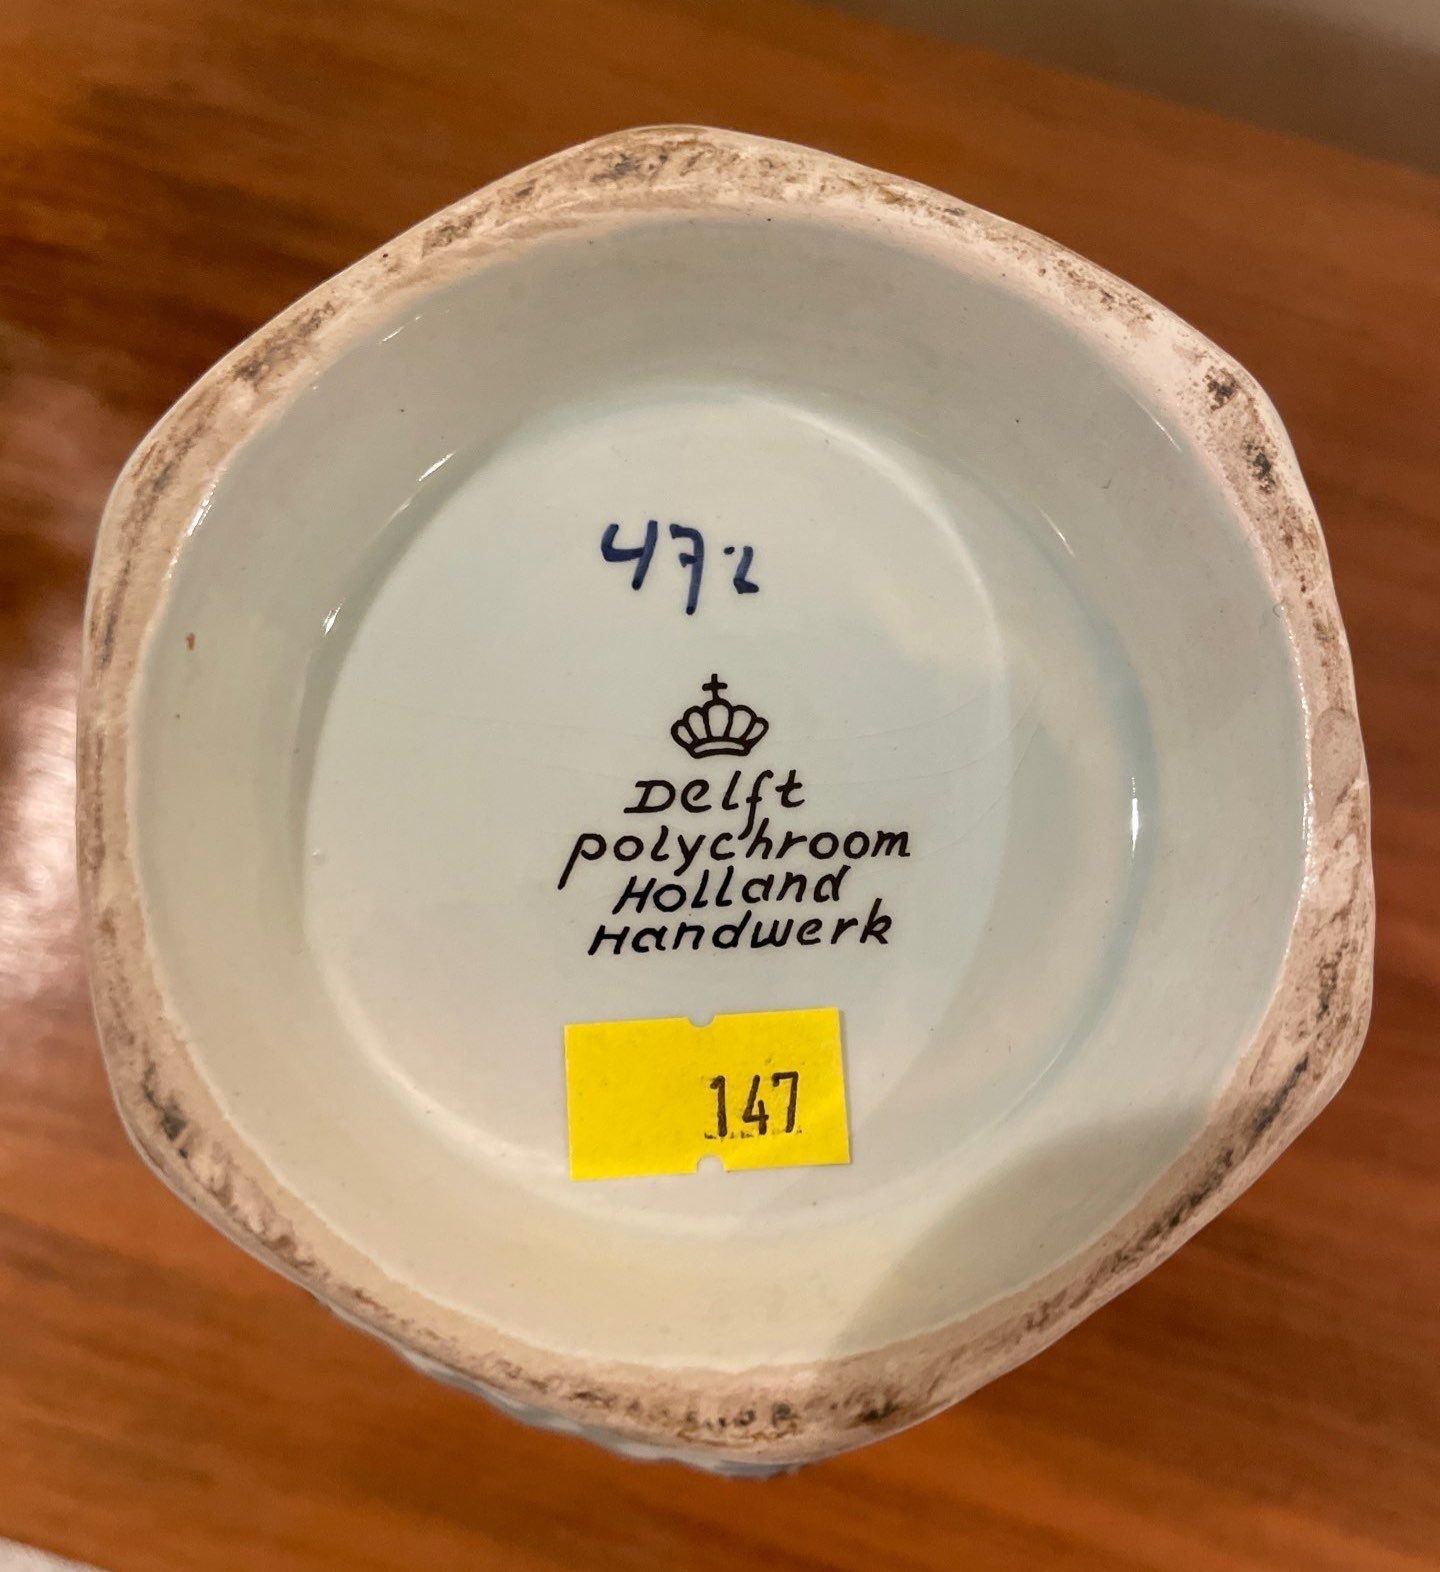 47
Delft
polychroom
Holland
Handwerk
147